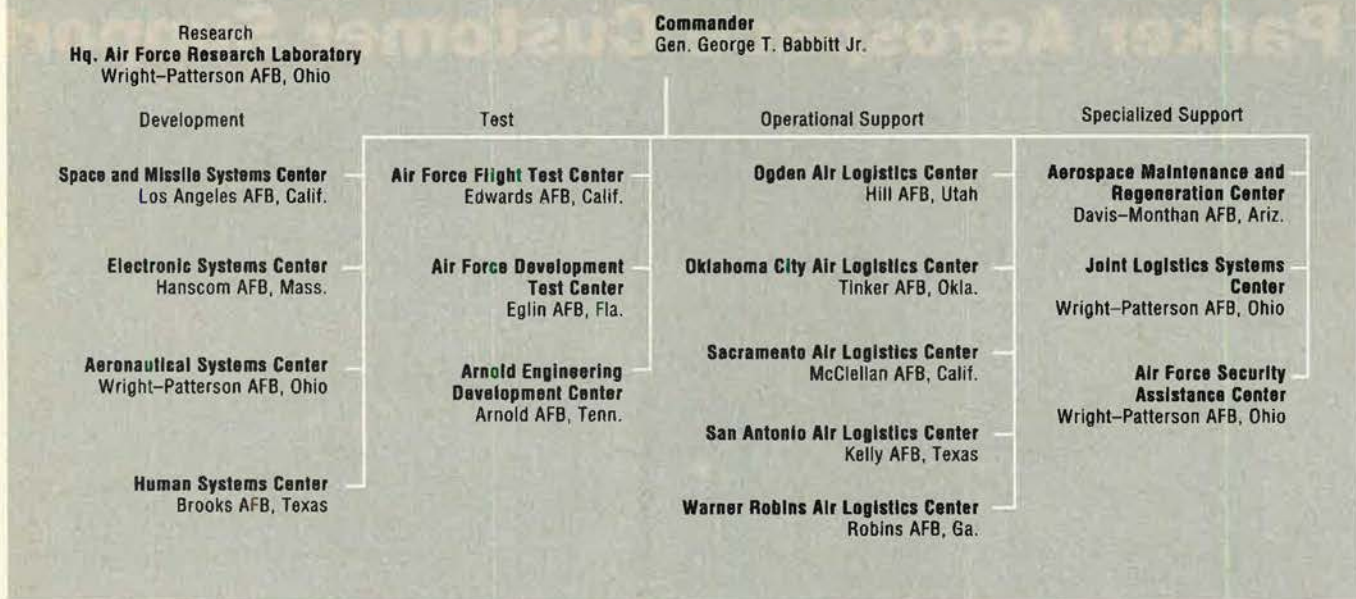 Parker Aerospace Customer Support
Research
Hq. Air Force Research Laboratory
Wright–Patterson AFB, Ohio
Commander
Gen. George T. Babbitt Jr.
Development
Space and Missile Systems Center
Los Angeles AFB, Calif.
Electronic Systems Center
Hanscom AFB, Mass.
Aeronautical Systems Center
Wright–Patterson AFB, Ohio
Human Systems Center
Brooks AFB, Texas
Test
Air Force Flight Test Center
Edwards AFB, Calif.
Air Force Development
Test Center
Eglin AFB, Fla.
Arnold Engineering
Development Center
Arnold AFB, Tenn.
Operational Support
Ogden Air Logistics Center
Hill AFB, Utah
Oklahoma City Air Logistics Center
Tinker AFB, Okla.
Sacramento Air Logistics Center
McClellan AFB, Calif.
San Antonio Air Logistics Center
Kelly AFB, Texas
Warner Robins Air Logistics Center
Robins AFB, Ga.
Specialized Support
Aerospace Maintenance and
Regeneration Center
Davis–Monthan AFB, Ariz.
Joint Logistics Systems
Center
Wright–Patterson AFB, Ohio
Air Force Security
Assistance Center
Wright–Patterson AFB, Ohio